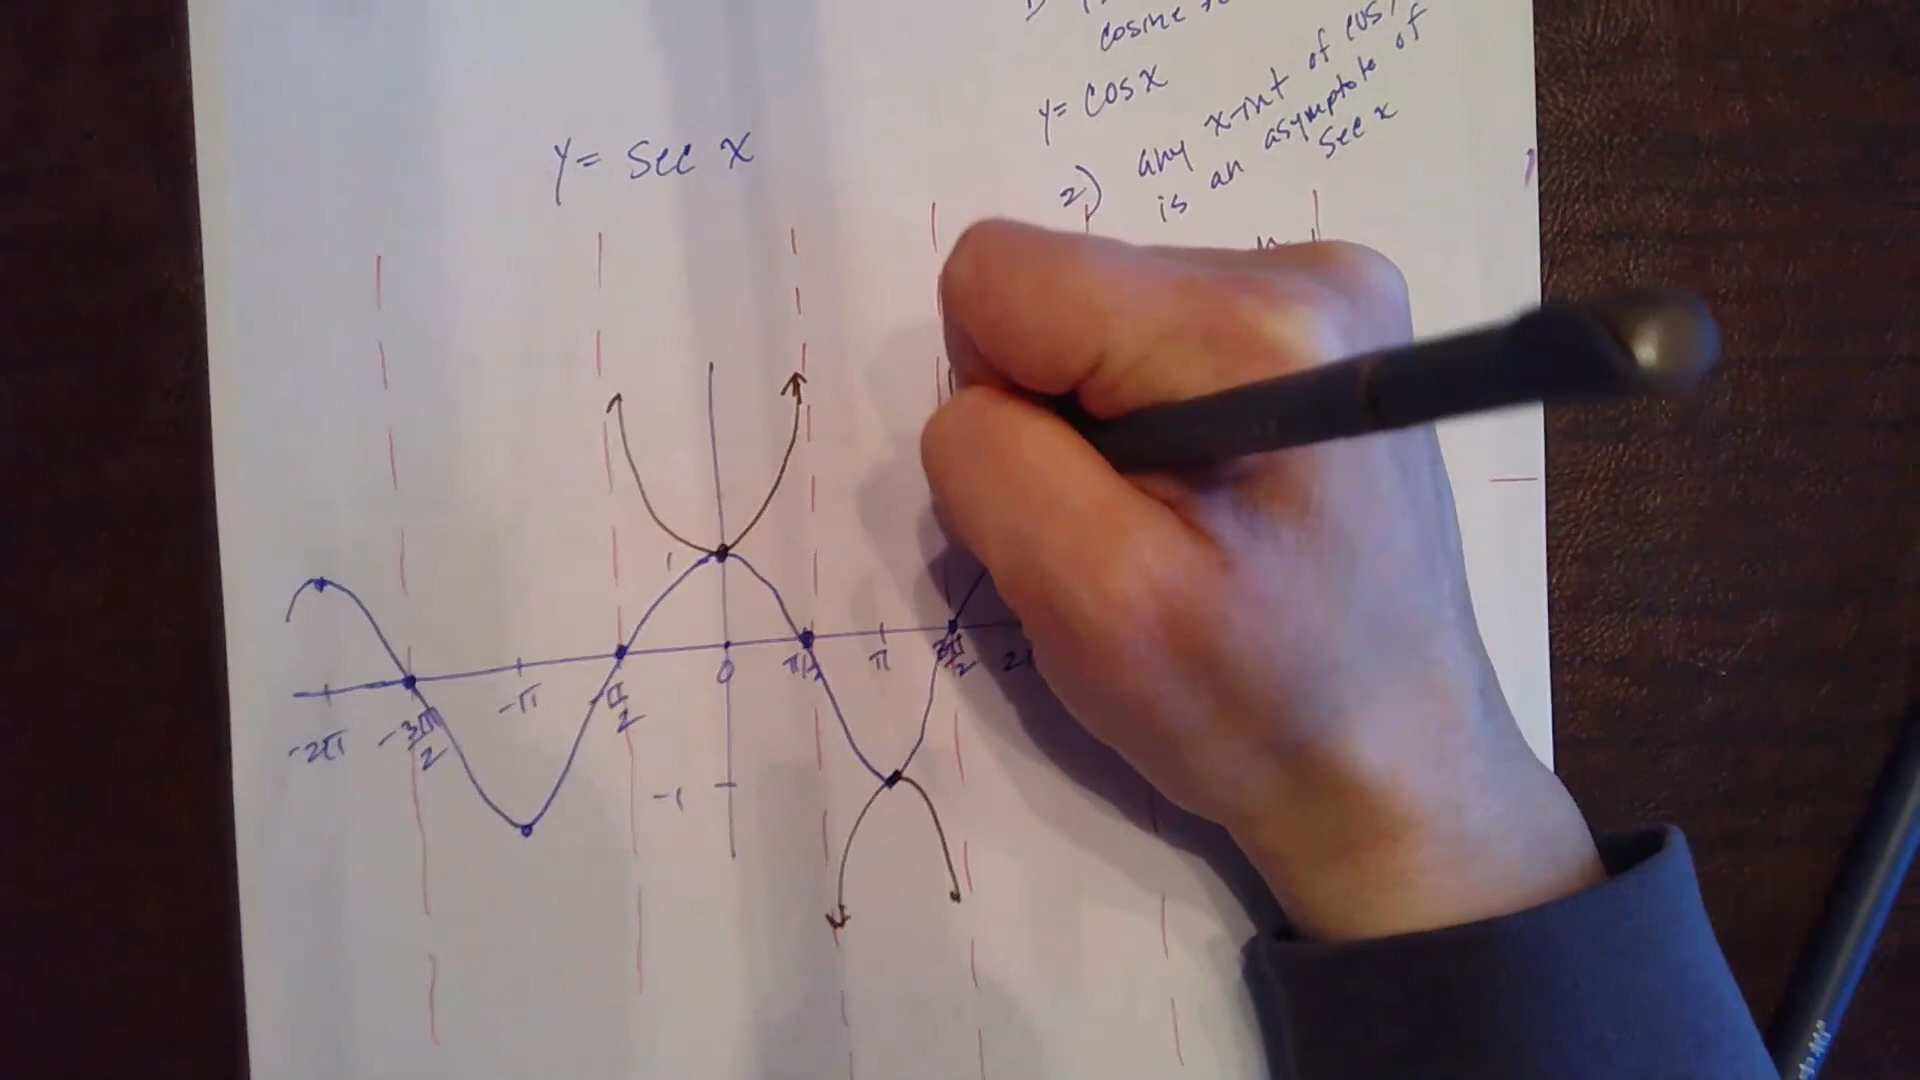 cosine
y= cosx
y= sec x
2) any x-int of cos,
is an asymptote of
sec x
1
-2π -3π/2 -π -π/2 0 π/2 π 3π/2
-1